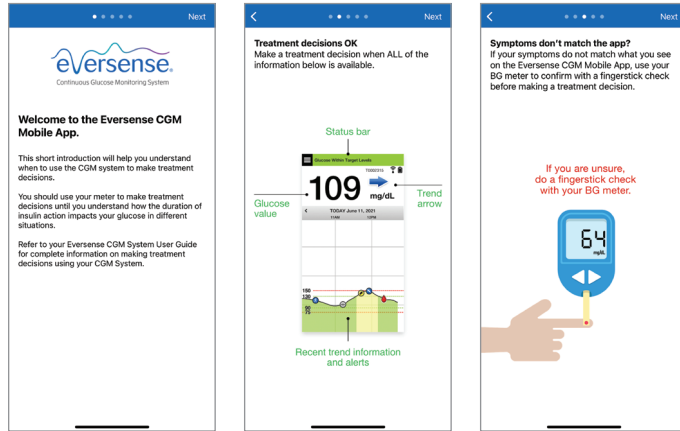 Next
eversense.
Continuous Glucose Monitoring System
Welcome to the Eversense CGM
Mobile App.
This short introduction will help you understand
when to use the CGM system to make treatment
decisions.
You should use your meter to make treatment
decisions until you understand how the duration of
insulin action impacts your glucose in different
situations.
Refer to your Eversense CGM System User Guide
for complete information on making treatment
decisions using your CGM System.
Next
Treatment decisions OK
Make a treatment decision when ALL of the
information below is available.
Status bar
Glucose Within Target Levels
109
mg/dL
Glucose
value
Trend
arrow
TODAY June 11, 2021
150
Recent trend information
and alerts
Next
Symptoms don't match the app?
If your symptoms do not match what you see
on the Eversense CGM Mobile App, use your
BG meter to confirm with a fingerstick check
before making a treatment decision.
If you are unsure,
do a fingerstick check
with your BG meter.
64
mg/dL